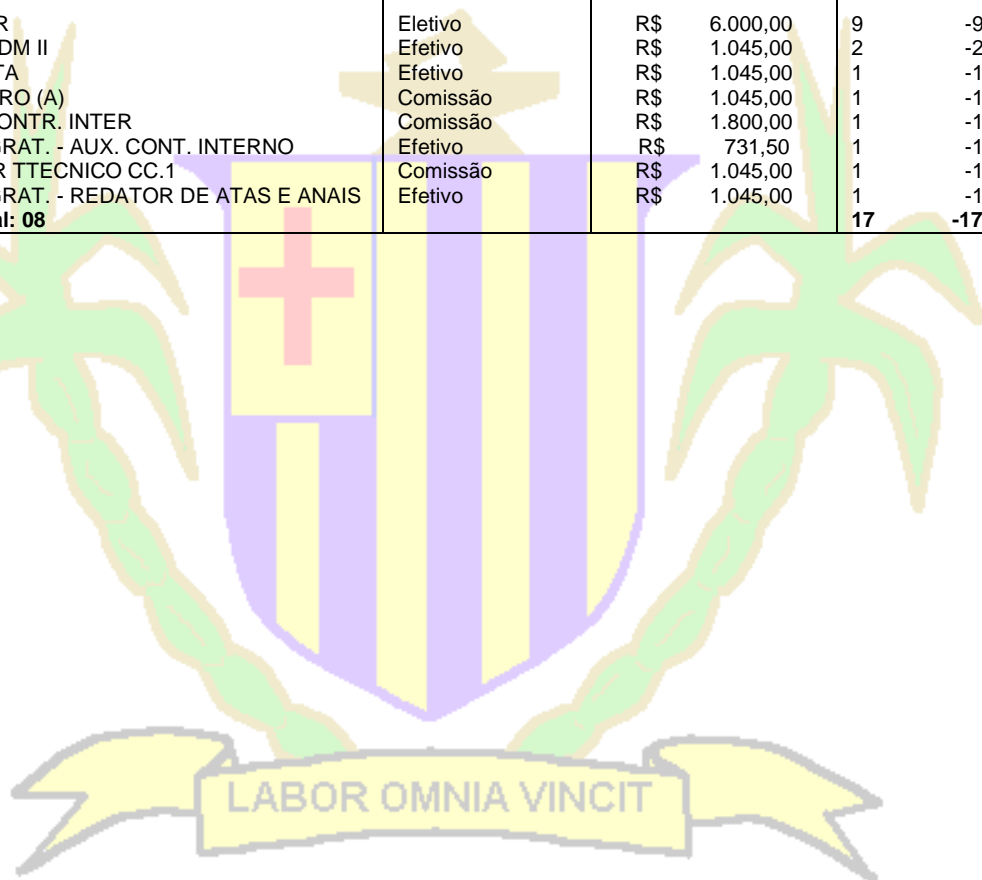 R Eletivo R$ 6.000,00 9 -9
DM II Efetivo R$ 1.045,00 2 -2
TA Efetivo R$ 1.045,00 1 -1
RO (A) Comissão R$ 1.045,00 1 -1
ONTR. INTER Comissão R$ 1.800,00 1 -1
RAT. - AUX. CONT. INTERNO Efetivo R$ 731,50 1 -1
R TTECNICO CC.1 Comissão R$ 1.045,00 1 -1
GRAT. - REDATOR DE ATAS E ANAIS Efetivo R$ 1.045,00 1 -1
al: 08 17 -17
LABOR OMNIA VINCIT